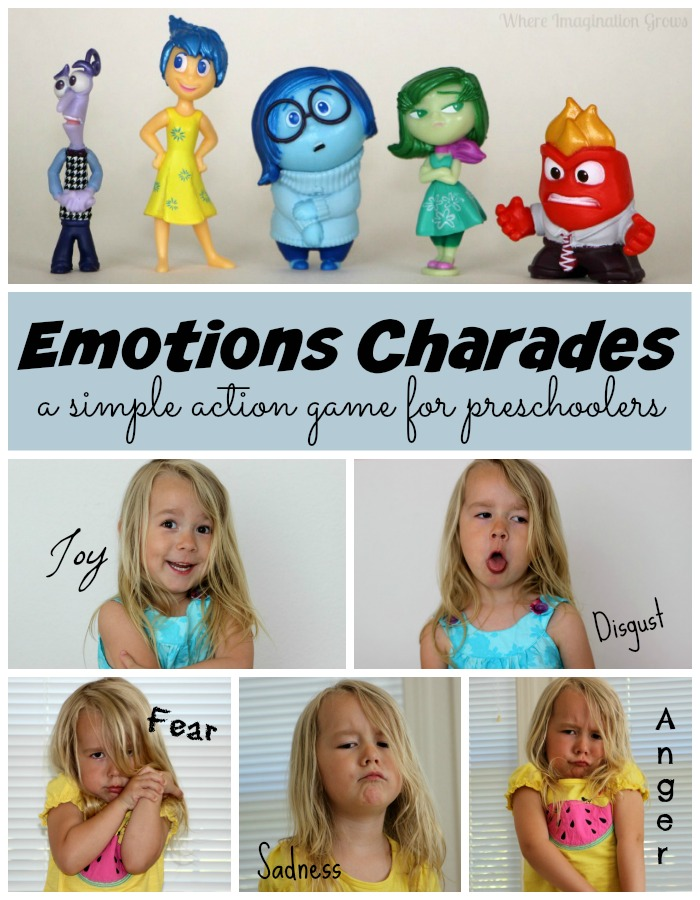 Where Imagination Grows
Emotions Charades
a simple action game for preschoolers
Joy
Disgust
Fear
Sadness
Anger